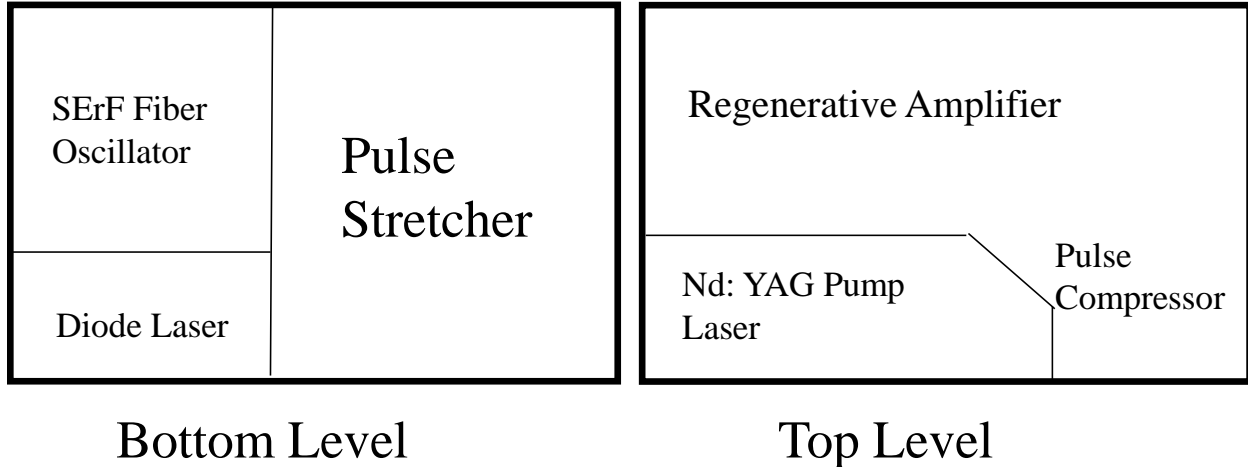 SErF Fiber
Oscillator
Pulse
Stretcher
Diode Laser
Bottom Level
Regenerative Amplifier
Nd: YAG Pump
Laser
Pulse
Compressor
Top Level